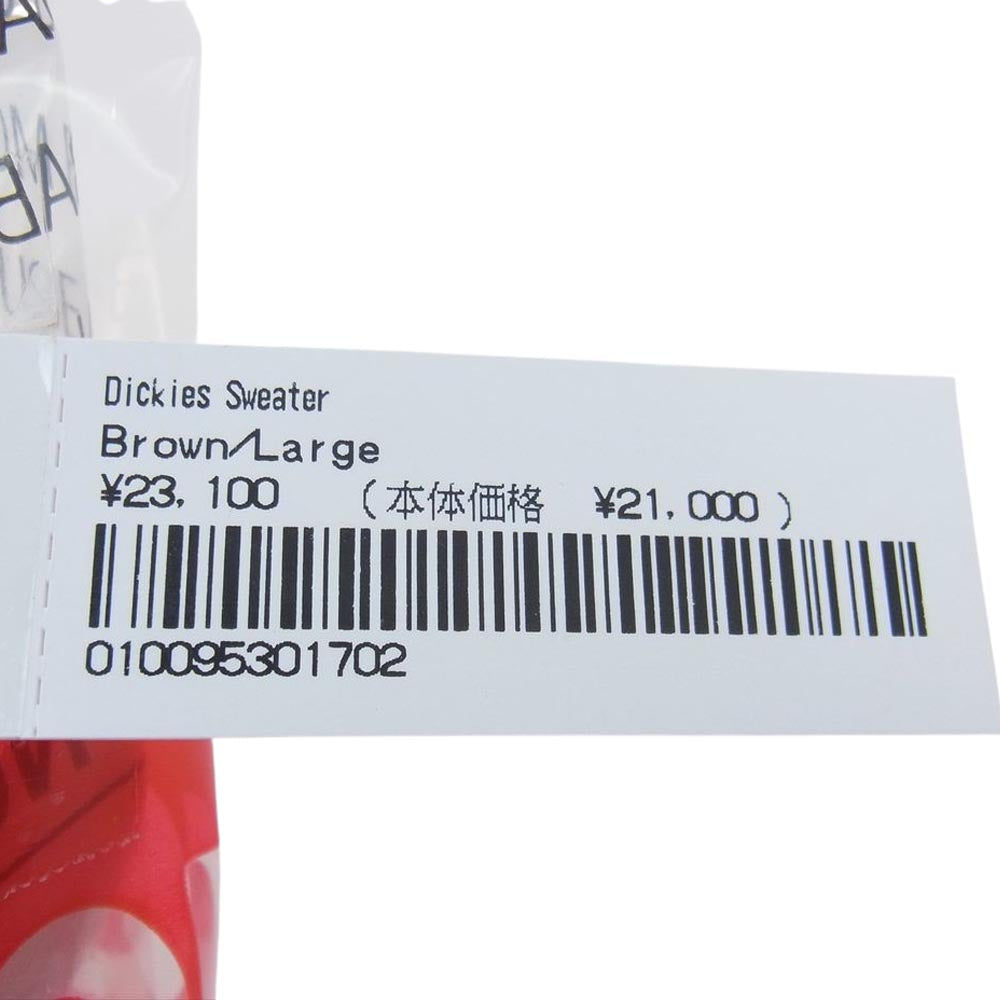 Dickies Sweater
Brown/Large
¥23,100 (本体価格 ¥21,000)
010095301702